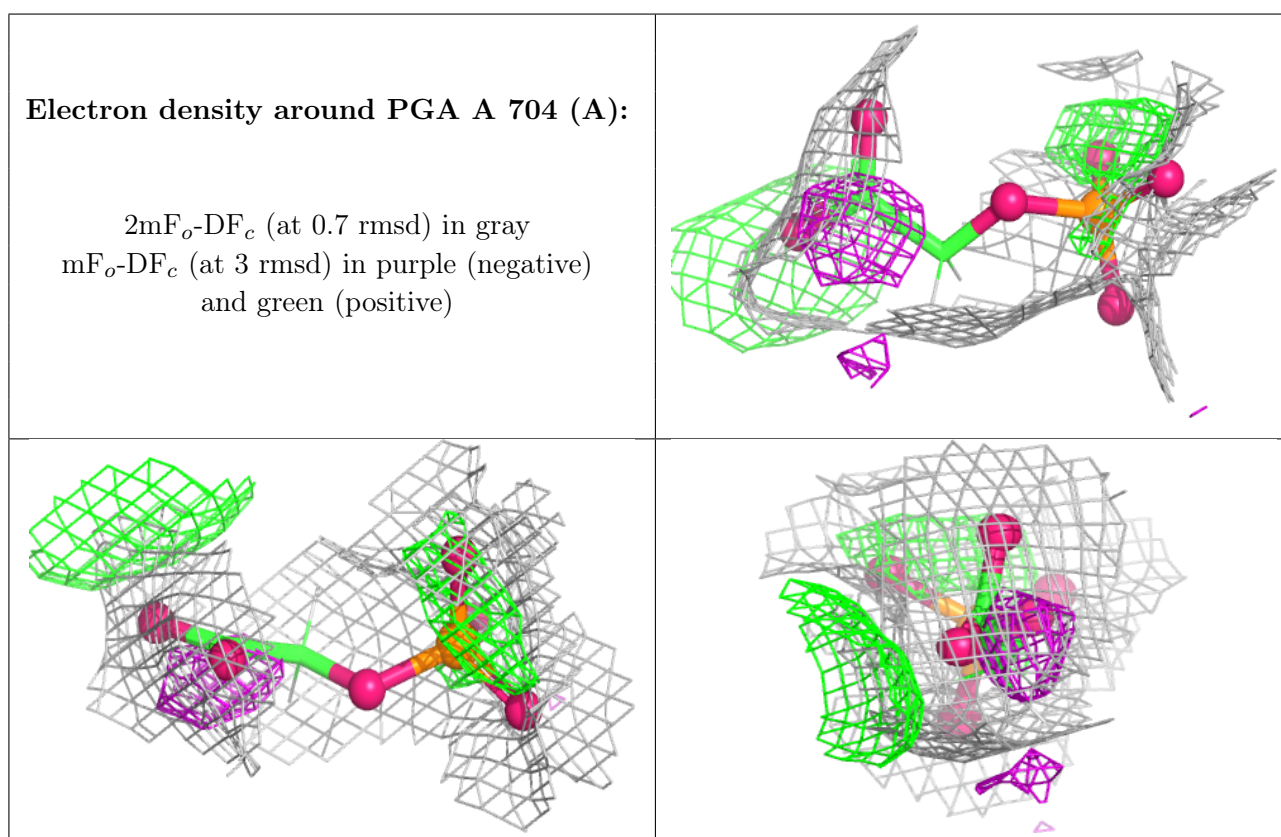 Electron density around PGA A 704 (A):
2mFo-DFc (at 0.7 rmsd) in gray
mFo-DFc (at 3 rmsd) in purple (negative)
and green (positive)